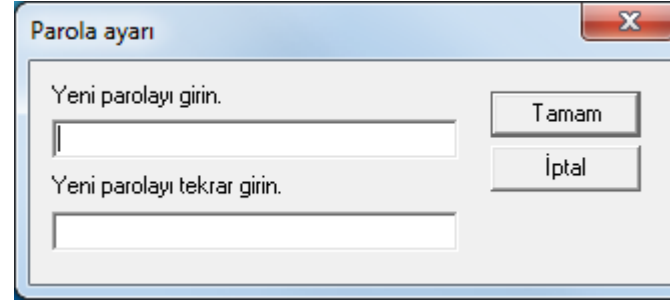 Parola ayarı
Yeni parolayı girin.
Tamam
İptal
Yeni parolayı tekrar girin.